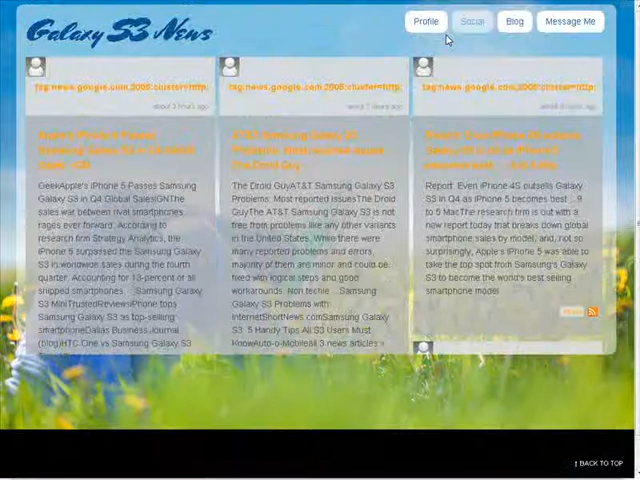 Galaxy S3 News
Profile
Social
Blog
Message Me
tag:news.google.com,2005:cluster=http:
about 3 hours ago
GeekApple's iPhone 5 Passes Samsung
Galaxy S3 in Q4 Global SalesIGNThe
sales war between rival smartphones
rages ever forward. According to
research firm Strategy Analytics, the
iPhone 5 surpassed the Samsung Galaxy
S3 in worldwide sales during the fourth
quarter. Accounting for 13-percent of all
shipped smartphones. ...Samsung Galaxy
S3 MiniTrustedReviewsiPhone tops
Samsung Galaxy S3 as top-selling
smartphoneDallas Business Journal
(blog)HTC One vs Samsung Galaxy S3
tag:news.google.com,2005:cluster=http:
The Droid GuyAT&T Samsung Galaxy S3
Problems: Most reported issuesThe Droid
GuyThe AT&T Samsung Galaxy S3 is not
free from problems like any other variants
in the United States. While there were
many reported problems and errors,
majority of them are minor and could be
fixed with logical steps and good
workarounds. Non techie ...Samsung
Galaxy S3 Problems with
InternetShort News.comSamsung Galaxy
S3: 5 Handy Tips All S3 Users Must
KnowAuto-o-Mobileall 3 news articles »
tag:news.google.com,2005:cluster=http:
Report: Even iPhone 4S outsells Galaxy
S3 in Q4 as iPhone 5 becomes best ...9
to 5 MacThe research firm is out with a
new report today that breaks down global
smartphone sales by model, and, not so
surprisingly, Apple's iPhone 5 was able to
take the top spot from Samsung's Galaxy
S3 to become the world's best selling
smartphone model
↑ BACK TO TOP